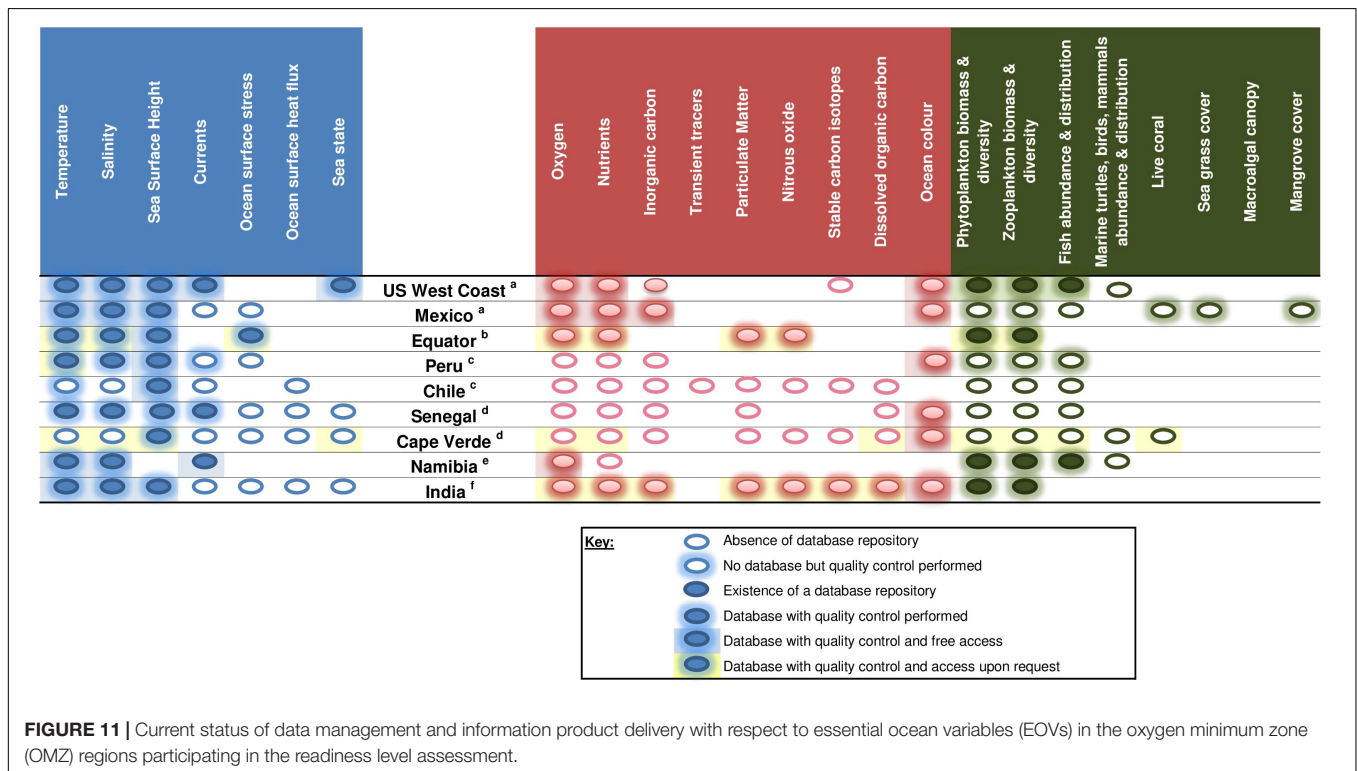 Temperature
Salinity
Sea Surface Height
Currents
Ocean surface stress
Ocean surface heat flux
Sea state
Oxygen
Nutrients
Inorganic carbon
Transient tracers
Particulate Matter
Nitrous oxide
Stable carbon isotopes
Dissolved organic carbon
Ocean colour
Phytoplankton biomass &
diversity
Zooplankton biomass &
diversity
Fish abundance & distribution
Marine turtles, birds, mammals
abundance & distribution
Live coral
Sea grass cover
Macroalgal canopy
Mangrove cover
US West Coast a
Mexico a
Equator b
Peru c
Chile c
Senegal d
Cape Verde d
Namibia e
India f
Key:
Absence of database repository
No database but quality control performed
Existence of a database repository
Database with quality control performed
Database with quality control and free access
Database with quality control and access upon request
FIGURE 11 | Current status of data management and information product delivery with respect to essential ocean variables (EOVs) in the oxygen minimum zone
(OMZ) regions participating in the readiness level assessment.